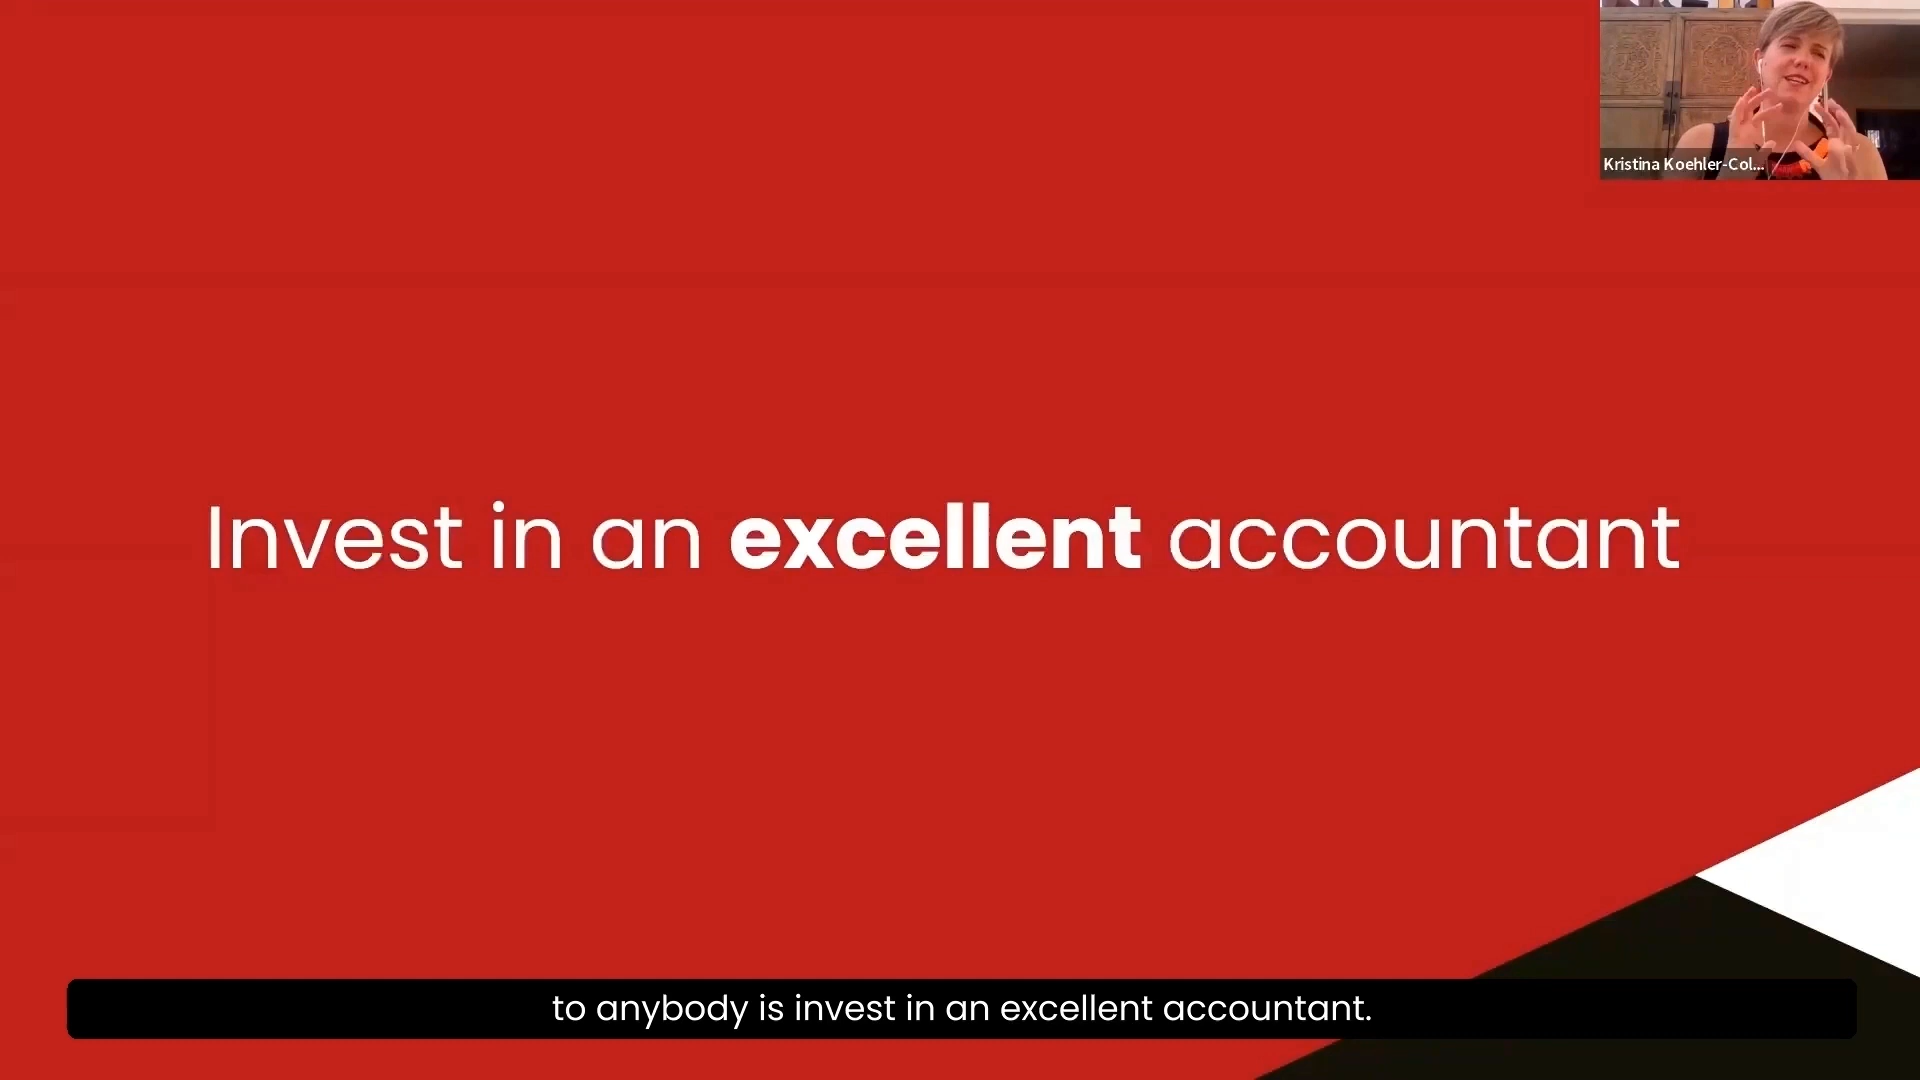 Kristina Koehler-Col...
Invest in an excellent accountant
to anybody is invest in an excellent accountant.